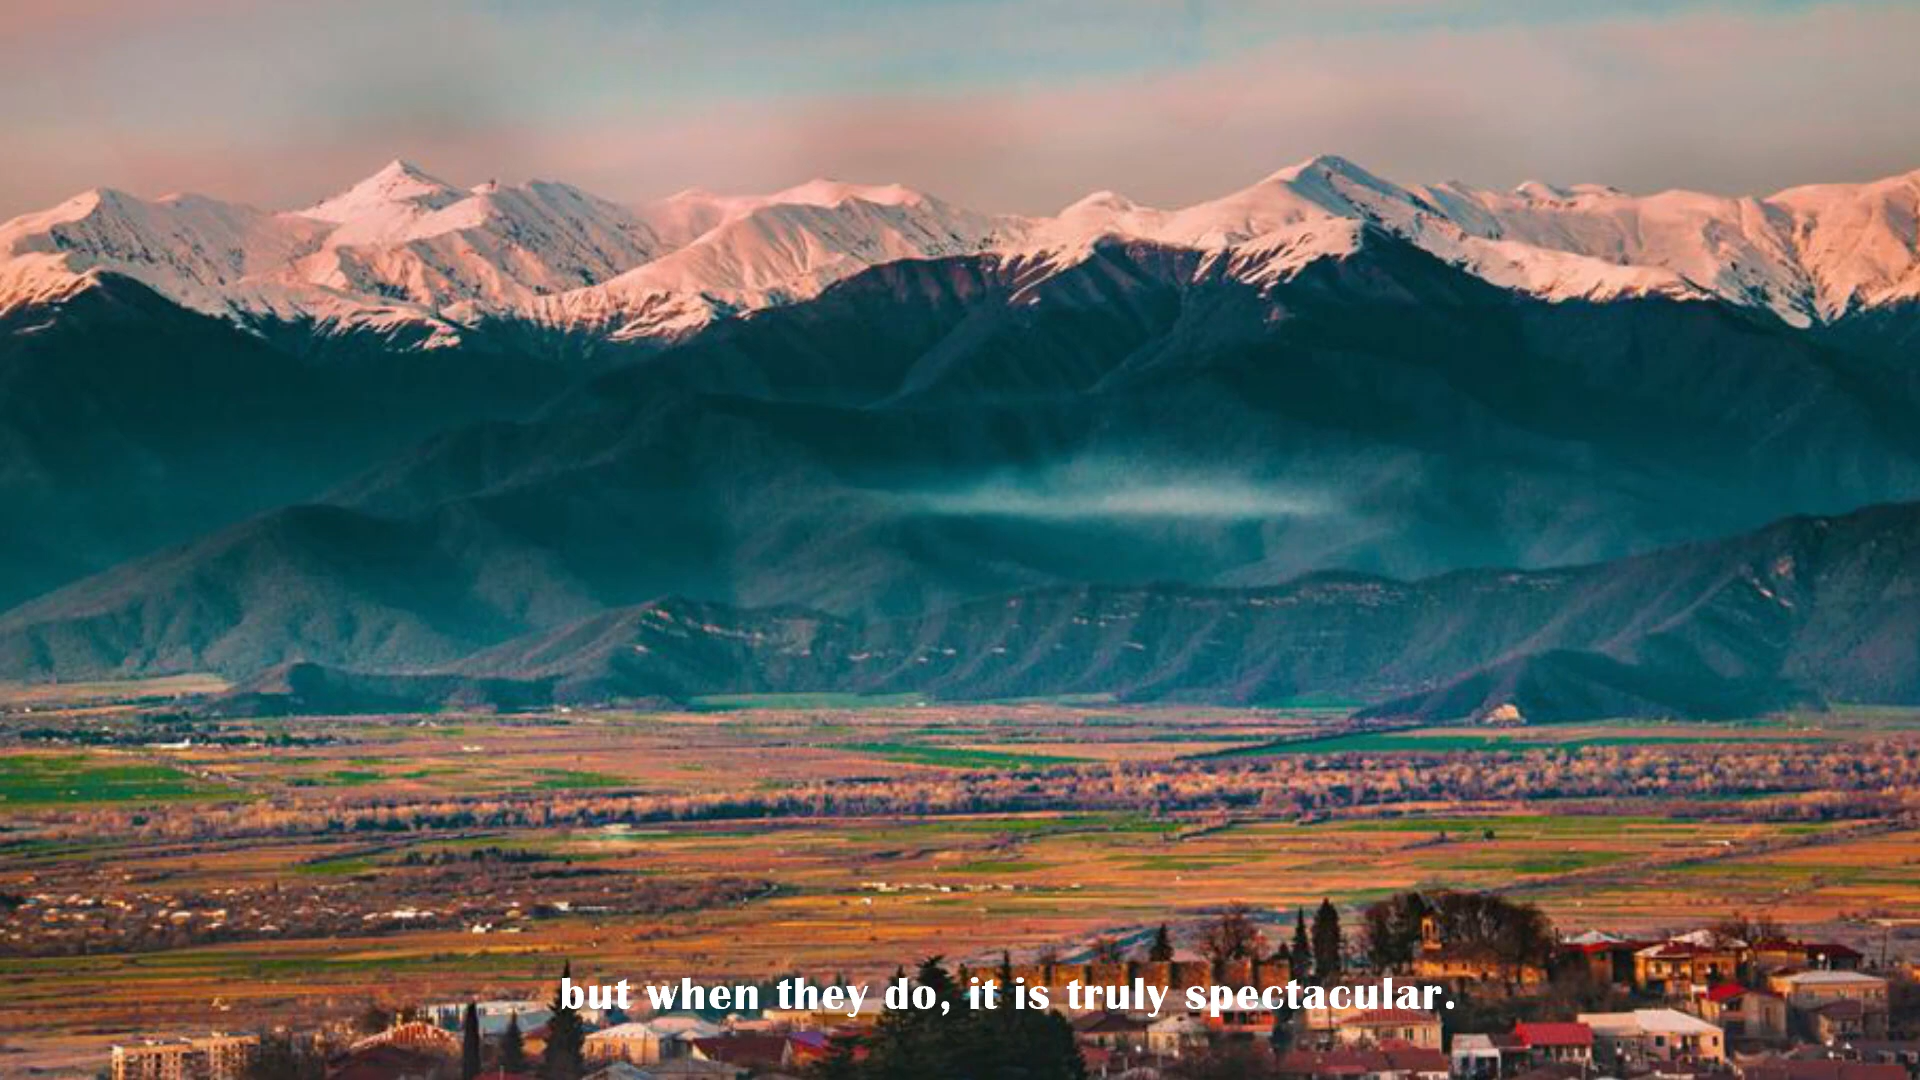 but when they do, it is truly spectacular.